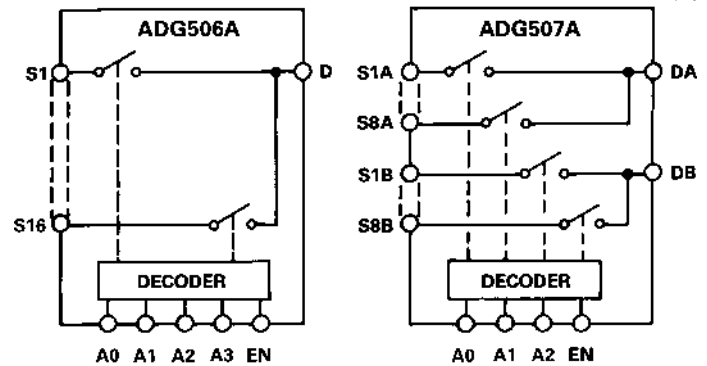 ADG506A
S1
D
S16
DECODER
A0 A1 A2 A3 EN
ADG507A
S1A
DA
S8A
S1B
DB
S8B
DECODER
A0 A1 A2 EN